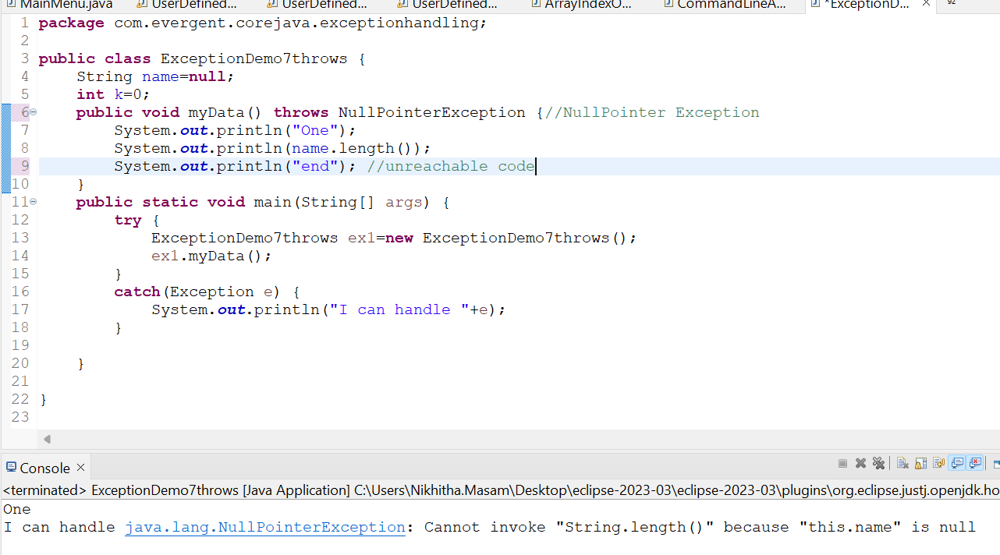 MainMenu.java UserDefined... UserDefined... UserDefined... ArrayIndexO... CommandLineA... *ExceptionD... 92
1 package com.evergent.corejava.exceptionhandling;
2
3 public class ExceptionDemo7throws {
4     String name=null;
5     int k=0;
6     public void myData() throws NullPointerException {//NullPointer Exception
7         System.out.println("One");
8         System.out.println(name.length());
9         System.out.println("end"); //unreachable code
10     }
11     public static void main(String[] args) {
12         try {
13             ExceptionDemo7throws ex1=new ExceptionDemo7throws();
14             ex1.myData();
15         }
16         catch(Exception e) {
17             System.out.println("I can handle "+e);
18         }
19
20     }
21
22 }
23
Console
<terminated> ExceptionDemo7throws [Java Application] C:\Users\Nikhitha.Masam\Desktop\eclipse-2023-03\eclipse-2023-03\plugins\org.eclipse.justj.openjdk.ho
One
I can handle java.lang.NullPointerException: Cannot invoke "String.length()" because "this.name" is null